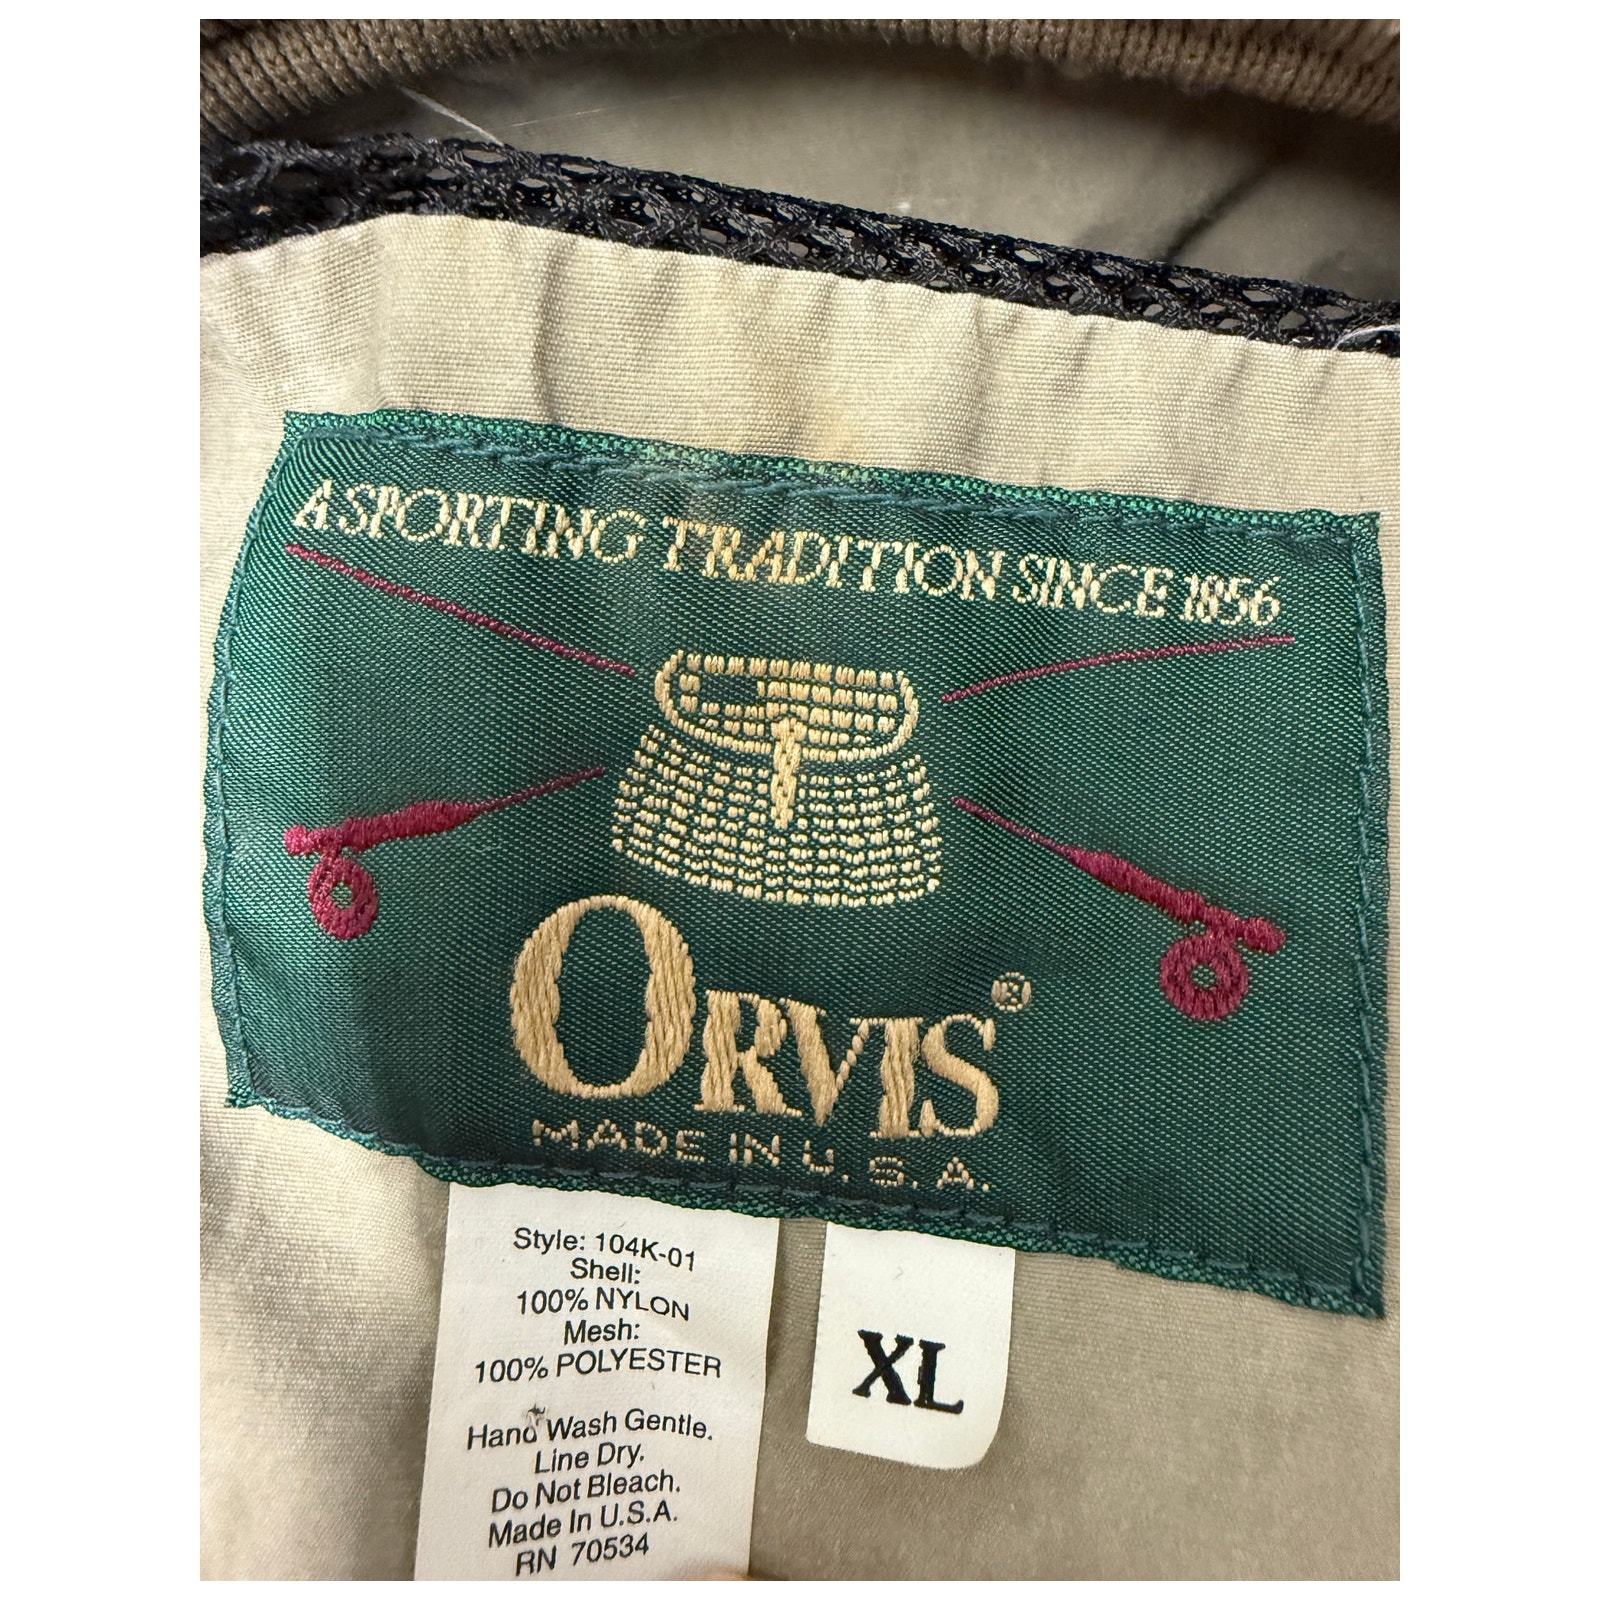 A SPORTING TRADITION SINCE 1856
ORVIS®
MADE IN U.S.A.
Style: 104K-01
Shell:
100% NYLON
Mesh:
100% POLYESTER
Hand Wash Gentle.
Line Dry.
Do Not Bleach.
Made In U.S.A.
RN 70534
XL